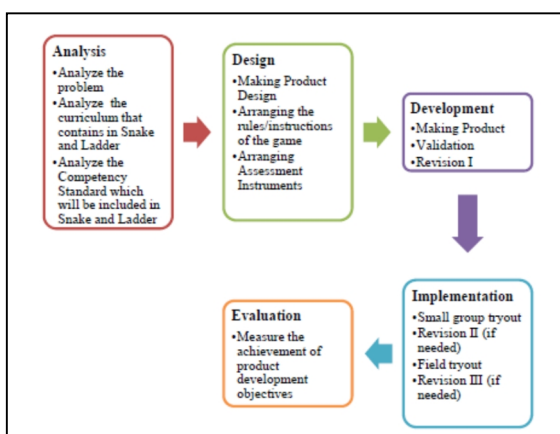 Analysis
•Analyze the
problem
•Analyze the
curriculum that
contains in Snake
and Ladder
•Analyze the
Competency
Standard which
will be included in
Snake and Ladder
Design
•Making Product
Design
•Arranging the
rules/instructions
of the game
•Arranging
Assessment
Instruments
Development
•Making Product
•Validation
•Revision I
Implementation
•Small group tryout
•Revision II (if
needed)
•Field tryout
•Revision III (if
needed)
Evaluation
•Measure the
achievement of
product
development
objectives